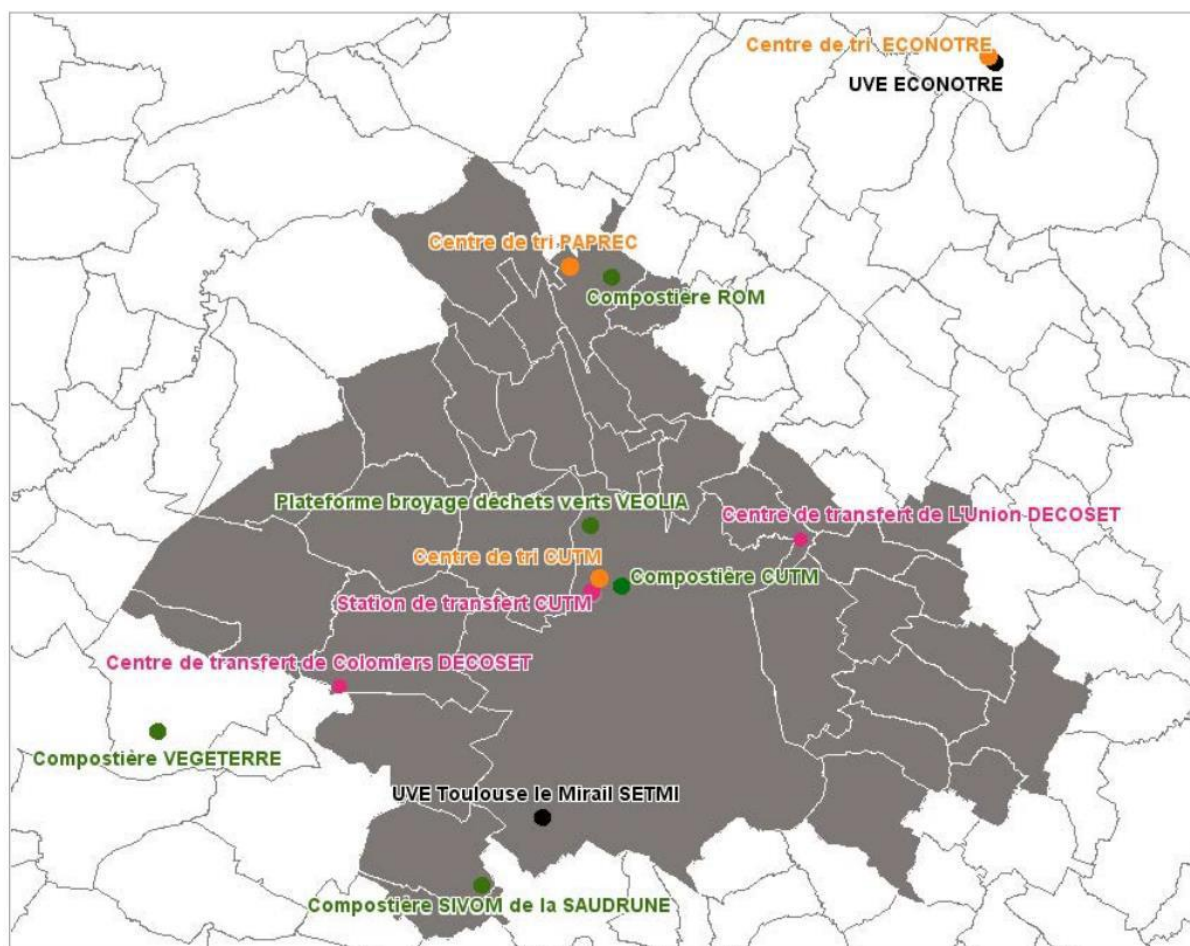 Centre de tri ECONOTRE
UVE ECONOTRE
Centre de tri PAPREC
Compostière ROM
Plateforme broyage déchets verts VEOLIA
Centre de transfert de L'Union DECOSET
Centre de tri CUTM
Compostière CUTM
Station de transfert CUTM
Centre de transfert de Colomiers DECOSET
Compostière VEGETERRE
UVE Toulouse le Mirail SETMI
Compostière SIVOM de la SAUDRUNE